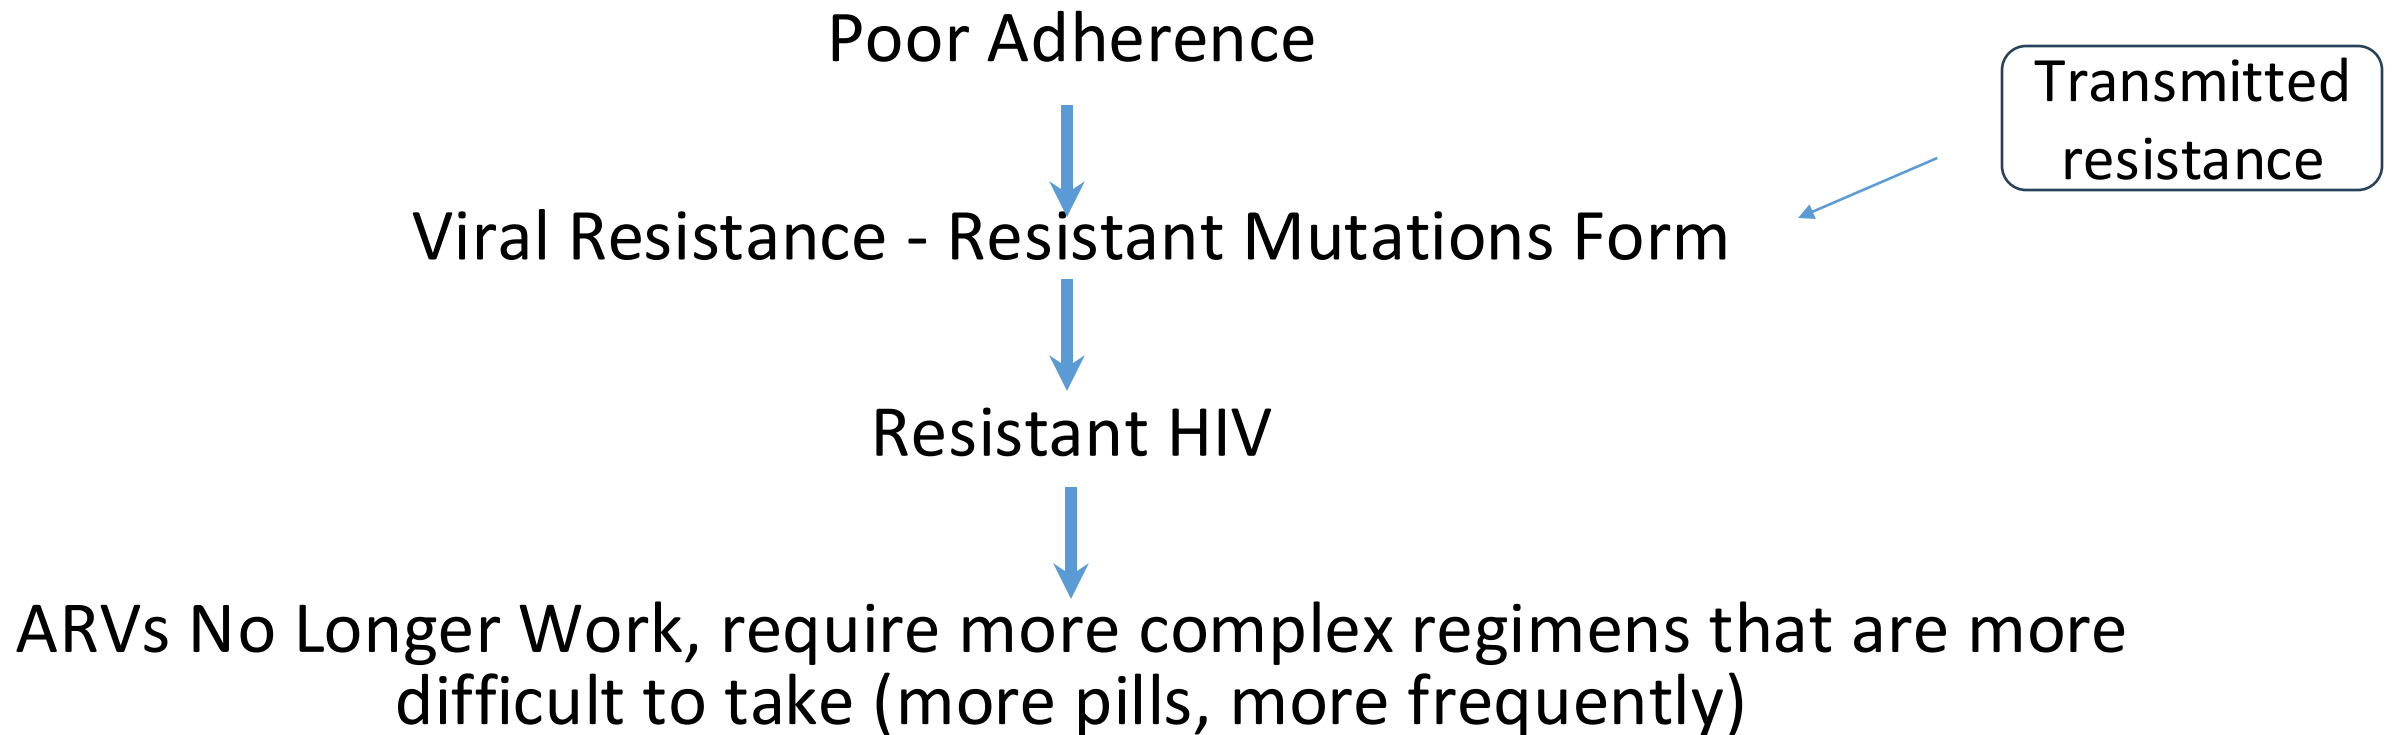 Poor Adherence
Transmitted
resistance
Viral Resistance - Resistant Mutations Form
Resistant HIV
ARVs No Longer Work, require more complex regimens that are more
difficult to take (more pills, more frequently)